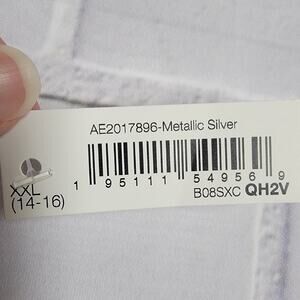 AE2017896-Metallic Silver
XXL
(14-16)
1 95111 54956 9
B08SXC QH2V